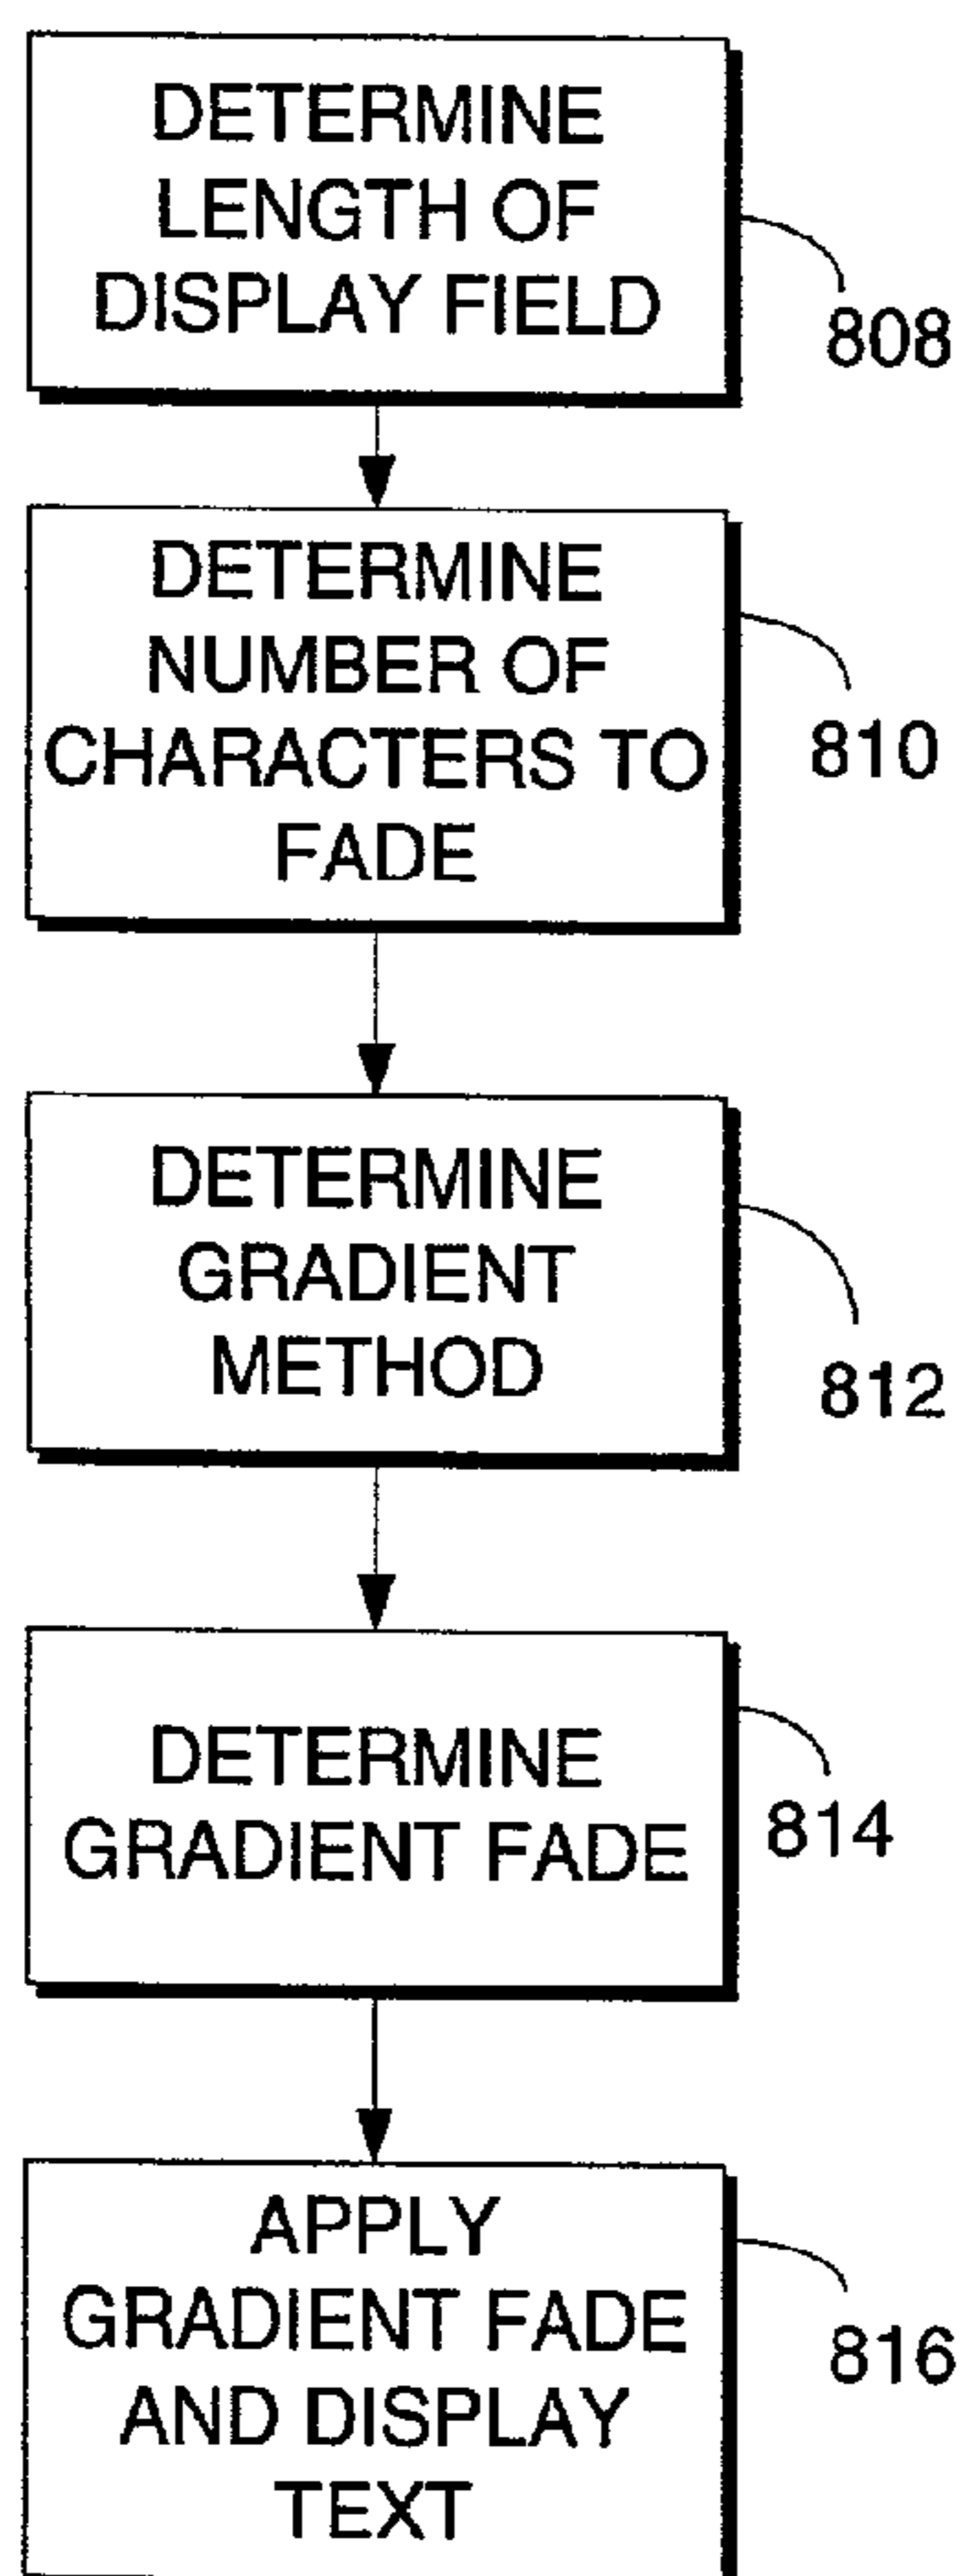 DETERMINE
LENGTH OF
DISPLAY FIELD
808
DETERMINE
NUMBER OF
CHARACTERS TO
FADE
810
DETERMINE
GRADIENT
METHOD
812
DETERMINE
GRADIENT FADE
814
APPLY
GRADIENT FADE
AND DISPLAY
TEXT
816